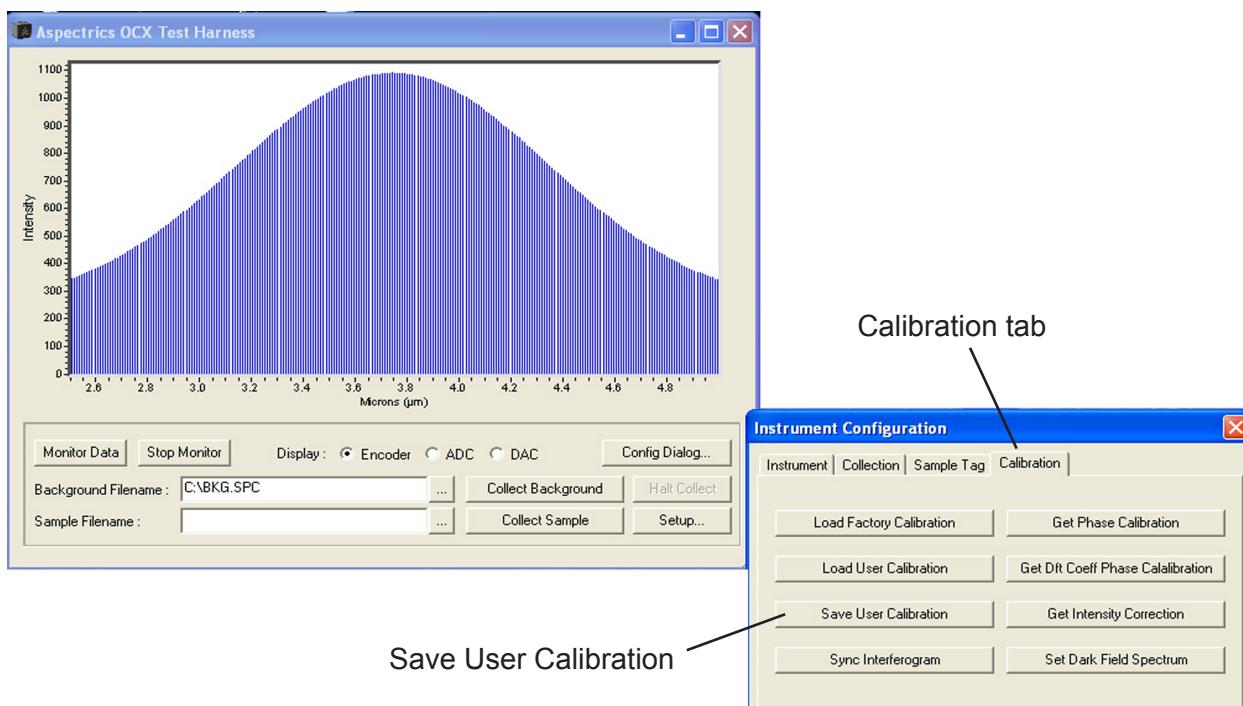 Aspectrics OCX Test Harness
1100
1000
900
800
700
600
500
400
300
200
100
0
Intensity
2.6 2.8 3.0 3.2 3.4 3.6 3.8 4.0 4.2 4.4 4.6 4.8
Microns (µm)
Monitor Data Stop Monitor Display : Encoder ADC DAC Config Dialog...
Background Filename : C:\BKG.SPC ... Collect Background Halt Collect
Sample Filename : ... Collect Sample Setup...
Calibration tab
Instrument Configuration
Instrument Collection Sample Tag Calibration
Load Factory Calibration Get Phase Calibration
Load User Calibration Get Dft Coeff Phase Calalibration
Save User Calibration Get Intensity Correction
Sync Interferogram Set Dark Field Spectrum
Save User Calibration